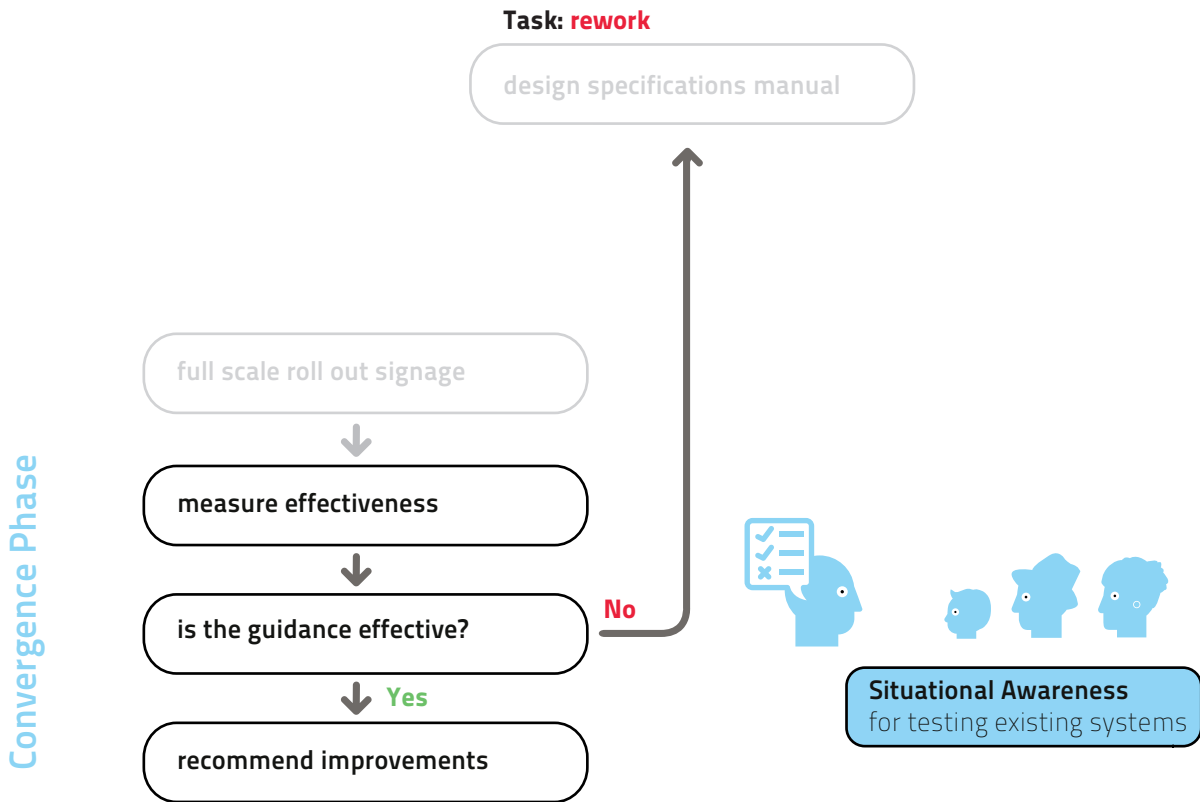 Task: rework
design specifications manual
full scale roll out signage
measure effectiveness
is the guidance effective?
No
Yes
recommend improvements
Convergence Phase
Situational Awareness
for testing existing systems